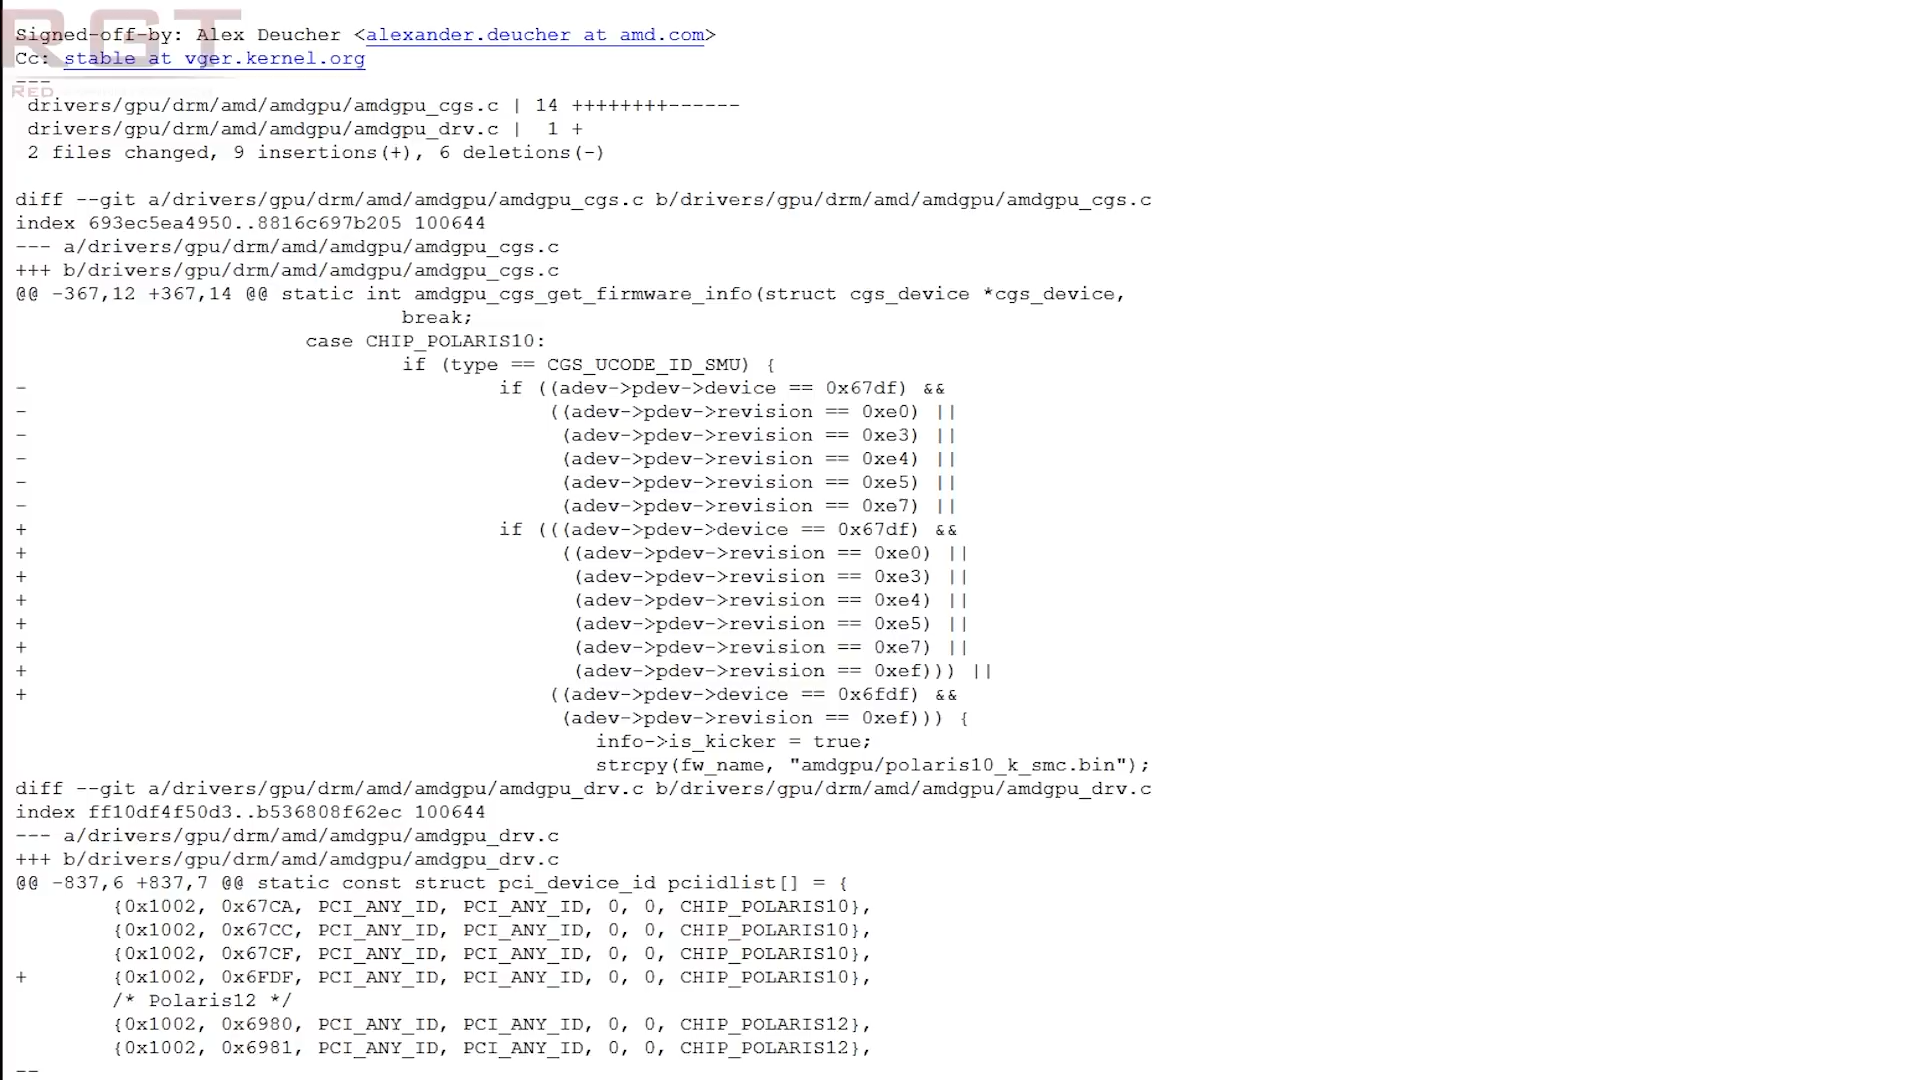 RGT
Signed-off-by: Alex Deucher <alexander.deucher at amd.com>
Cc: stable at vger.kernel.org
---
RED
 drivers/gpu/drm/amd/amdgpu/amdgpu_cgs.c | 14 ++++++++------
 drivers/gpu/drm/amd/amdgpu/amdgpu_drv.c |  1 +
 2 files changed, 9 insertions(+), 6 deletions(-)
diff --git a/drivers/gpu/drm/amd/amdgpu/amdgpu_cgs.c b/drivers/gpu/drm/amd/amdgpu/amdgpu_cgs.c
index 693ec5ea4950..8816c697b205 100644
--- a/drivers/gpu/drm/amd/amdgpu/amdgpu_cgs.c
+++ b/drivers/gpu/drm/amd/amdgpu/amdgpu_cgs.c
@@ -367,12 +367,14 @@ static int amdgpu_cgs_get_firmware_info(struct cgs_device *cgs_device,
 				break;
 			case CHIP_POLARIS10:
 				if (type == CGS_UCODE_ID_SMU) {
-					if ((adev->pdev->device == 0x67df) &&
-					    ((adev->pdev->revision == 0xe0) ||
-					     (adev->pdev->revision == 0xe3) ||
-					     (adev->pdev->revision == 0xe4) ||
-					     (adev->pdev->revision == 0xe5) ||
-					     (adev->pdev->revision == 0xe7) ||
+					if (((adev->pdev->device == 0x67df) &&
+					     ((adev->pdev->revision == 0xe0) ||
+					      (adev->pdev->revision == 0xe3) ||
+					      (adev->pdev->revision == 0xe4) ||
+					      (adev->pdev->revision == 0xe5) ||
+					      (adev->pdev->revision == 0xe7) ||
+					      (adev->pdev->revision == 0xef))) ||
+					    ((adev->pdev->device == 0x6fdf) &&
 					     (adev->pdev->revision == 0xef))) {
 						info->is_kicker = true;
 						strcpy(fw_name, "amdgpu/polaris10_k_smc.bin");
diff --git a/drivers/gpu/drm/amd/amdgpu/amdgpu_drv.c b/drivers/gpu/drm/amd/amdgpu/amdgpu_drv.c
index ff10df4f50d3..b536808f62ec 100644
--- a/drivers/gpu/drm/amd/amdgpu/amdgpu_drv.c
+++ b/drivers/gpu/drm/amd/amdgpu/amdgpu_drv.c
@@ -837,6 +837,7 @@ static const struct pci_device_id pciidlist[] = {
 	{0x1002, 0x67CA, PCI_ANY_ID, PCI_ANY_ID, 0, 0, CHIP_POLARIS10},
 	{0x1002, 0x67CC, PCI_ANY_ID, PCI_ANY_ID, 0, 0, CHIP_POLARIS10},
 	{0x1002, 0x67CF, PCI_ANY_ID, PCI_ANY_ID, 0, 0, CHIP_POLARIS10},
+	{0x1002, 0x6FDF, PCI_ANY_ID, PCI_ANY_ID, 0, 0, CHIP_POLARIS10},
 	/* Polaris12 */
 	{0x1002, 0x6980, PCI_ANY_ID, PCI_ANY_ID, 0, 0, CHIP_POLARIS12},
 	{0x1002, 0x6981, PCI_ANY_ID, PCI_ANY_ID, 0, 0, CHIP_POLARIS12},
--